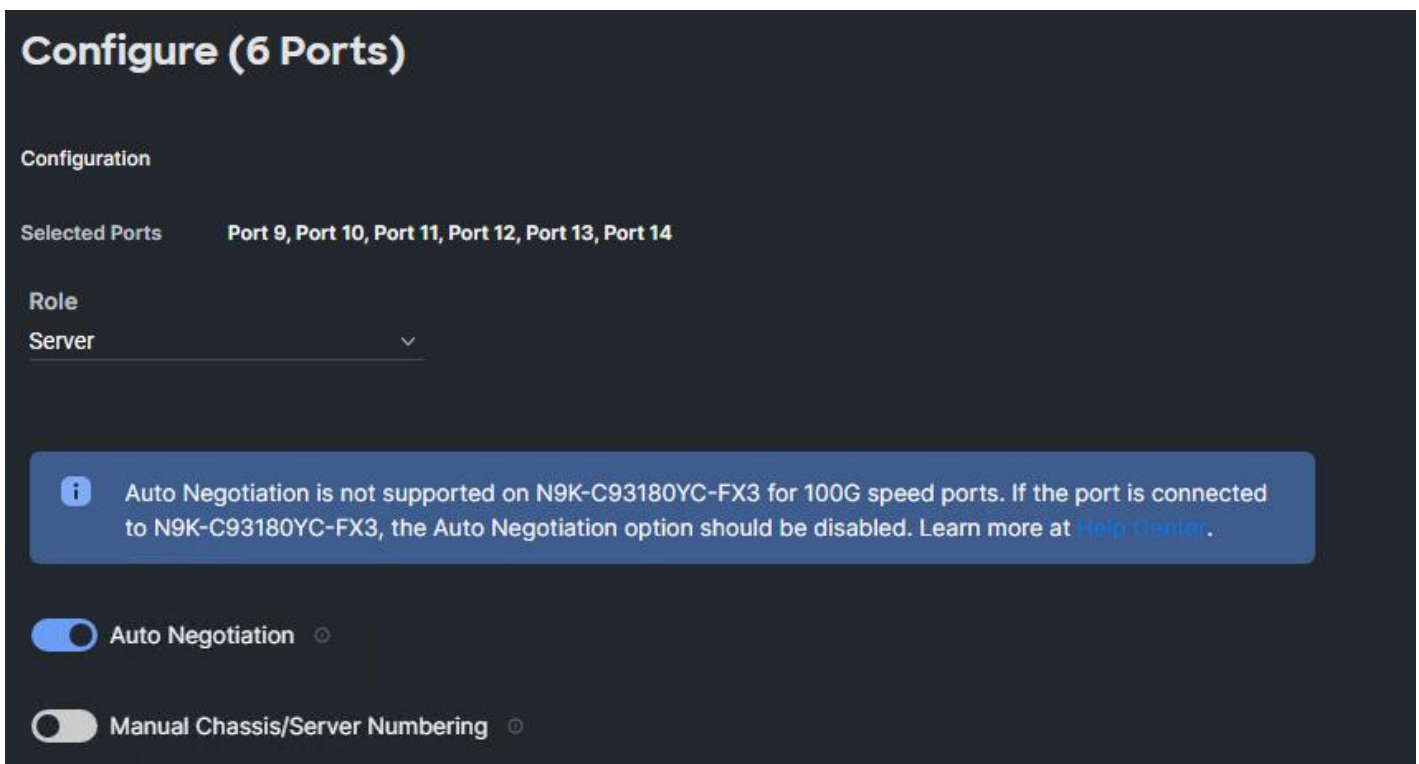 Configure (6 Ports)
Configuration
Selected Ports Port 9, Port 10, Port 11, Port 12, Port 13, Port 14
Role
Server
Auto Negotiation is not supported on N9K-C93180YC-FX3 for 100G speed ports. If the port is connected
to N9K-C93180YC-FX3, the Auto Negotiation option should be disabled. Learn more at Help Center.
Auto Negotiation
Manual Chassis/Server Numbering